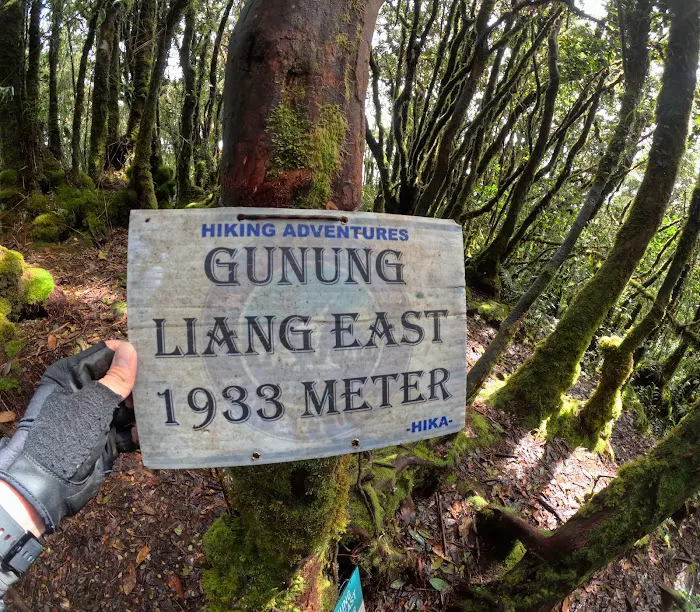 HIKING ADVENTURES
GUNUNG
LIANG EAST
1933 METER
-HIKA-